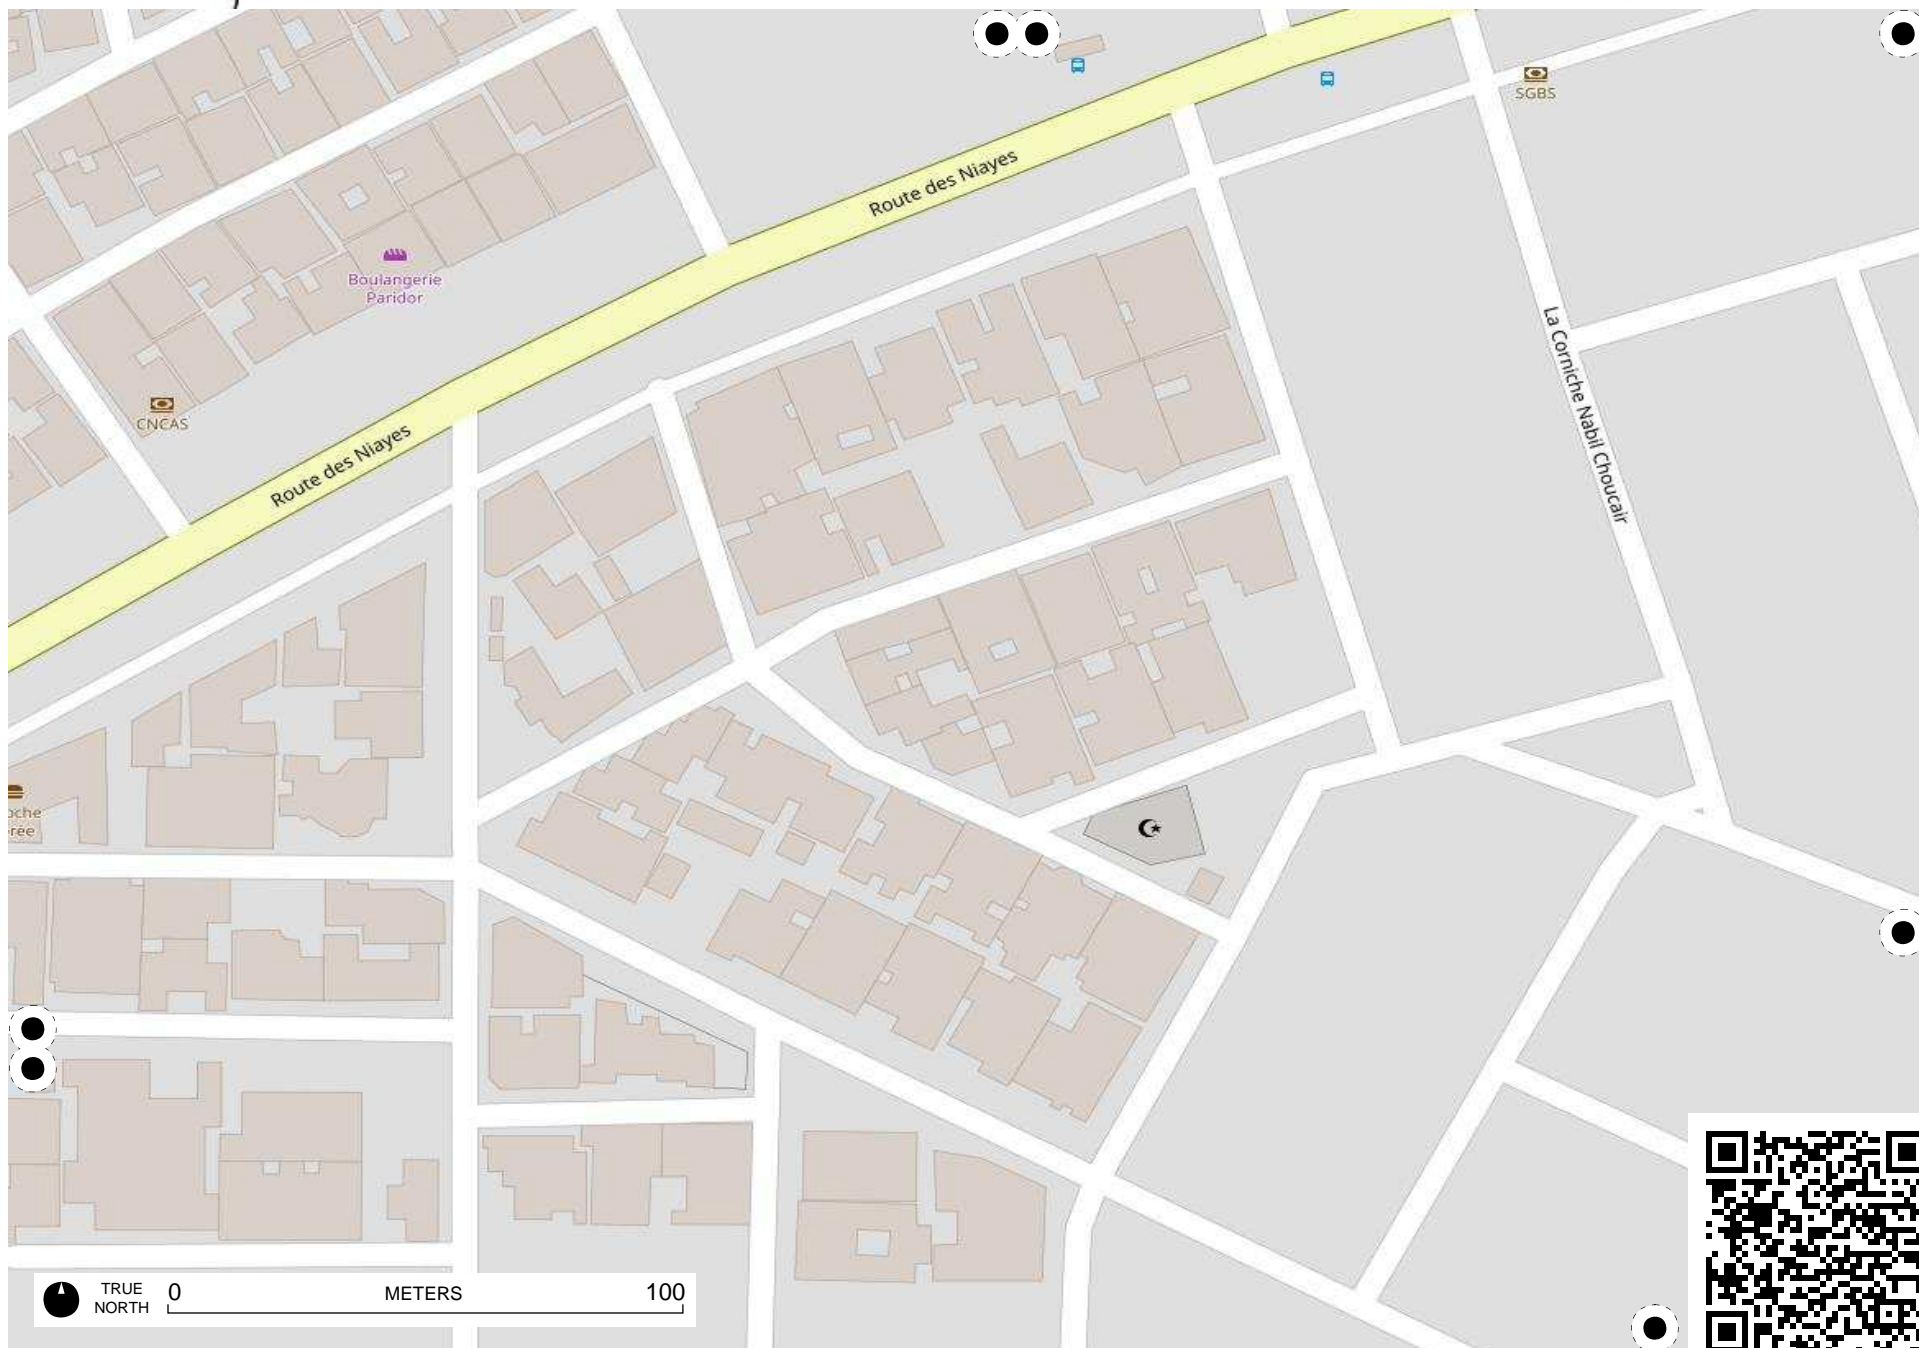 SGBS
Route des Niayes
Boulangerie
Paridor
La Corniche Nabil Choucair
CNCAS
Route des Niayes
TRUE
NORTH
0
METERS
100